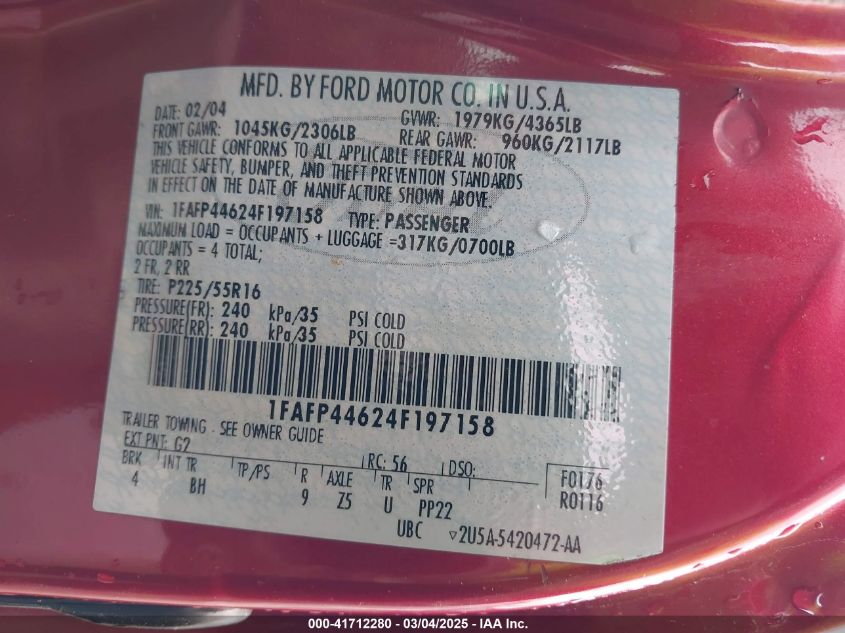 MFD. BY FORD MOTOR CO. IN U.S.A.
DATE: 02/04 GVWR: 1979KG/4365LB
FRONT GAWR: 1045KG/2306LB REAR GAWR: 960KG/2117LB
THIS VEHICLE CONFORMS TO ALL APPLICABLE FEDERAL MOTOR
VEHICLE SAFETY, BUMPER, AND THEFT PREVENTION STANDARDS
IN EFFECT ON THE DATE OF MANUFACTURE SHOWN ABOVE.
VIN: 1FAFP44624F197158 TYPE: PASSENGER
MAXIMUM LOAD = OCCUPANTS + LUGGAGE =317KG/0700LB
OCCUPANTS = 4 TOTAL;
2 FR, 2 RR
TIRE: P225/55R16
PRESSURE(FR): 240 kPa/35 PSI COLD
PRESSURE(RR): 240 kPa/35 PSI COLD
1FAFP44624F197158
TRAILER TOWING - SEE OWNER GUIDE
EXT PNT: G2 RC: 56 DSO: F0176
BRK INT TR TP/PS R AXLE TR SPR R0116
4 BH 9 Z5 U PP22
UBC ▽2U5A-5420472-AA
000-41712280 - 03/04/2025 - IAA Inc.